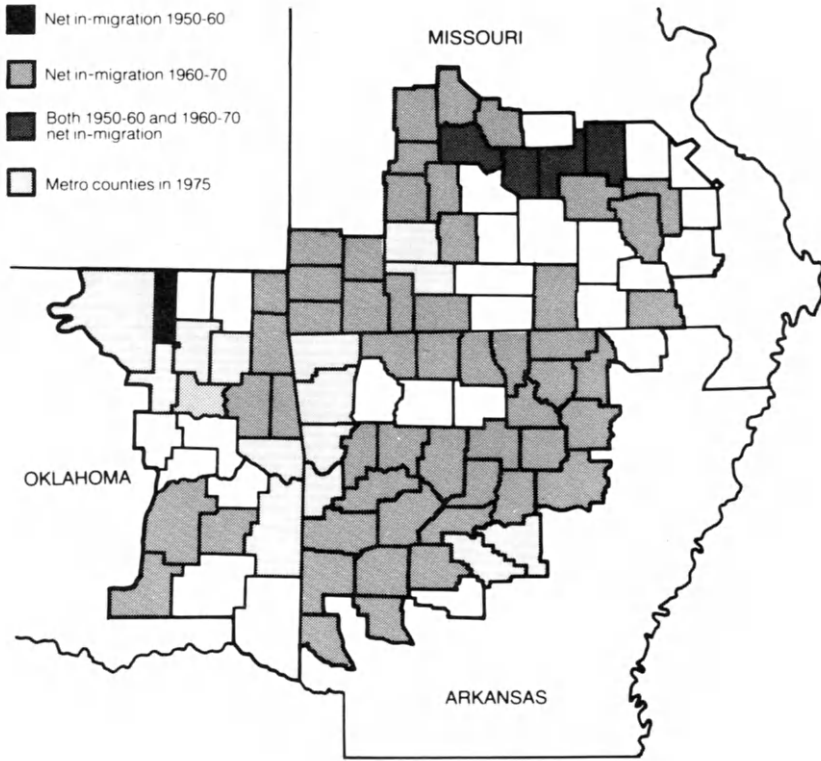 Net in-migration 1950-60
MISSOURI
Net in-migration 1960-70
Both 1950-60 and 1960-70
net in-migration
Metro counties in 1975
OKLAHOMA
ARKANSAS